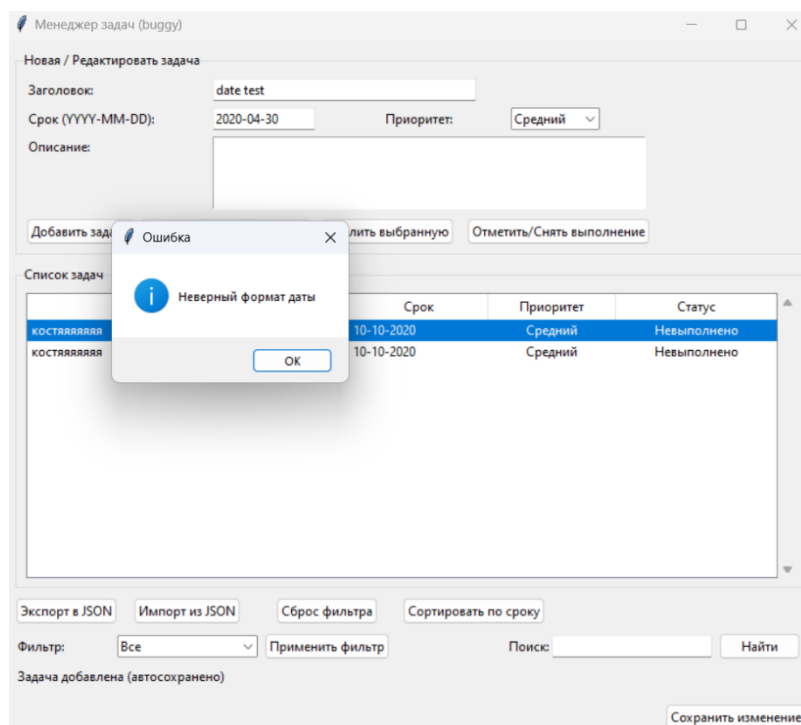 Менеджер задач (buggy)
Новая / Редактировать задача
Заголовок: date test
Срок (YYYY-MM-DD): 2020-04-30 Приоритет: Средний
Описание:
Добавить зада лить выбранную Отметить/Снять выполнение
Ошибка
Неверный формат даты
OK
Список задач
Срок Приоритет Статус
костяяяяяяя 10-10-2020 Средний Невыполнено
костяяяяяяя 10-10-2020 Средний Невыполнено
Экспорт в JSON Импорт из JSON Сброс фильтра Сортировать по сроку
Фильтр: Все Применить фильтр Поиск: Найти
Задача добавлена (автосохранено)
Сохранить изменение